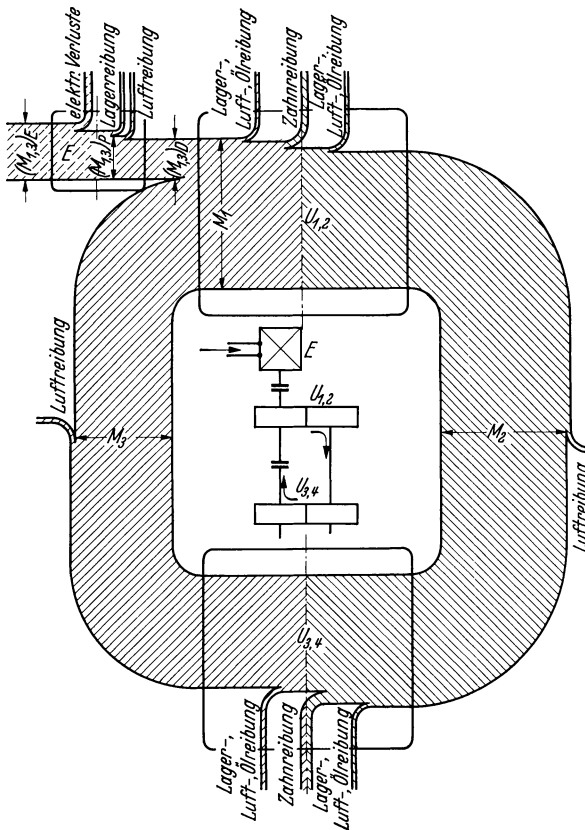 elektr. Verluste
Lagerreibung
Luftreibung
Lager-,
Luft-, Ölreibung
Zahnreibung
Lager-,
Luft-, Ölreibung
(M1,3)E
E
(M1,3)P
(M1,3)D
M1
U1,2
Luftreibung
E
U1,2
M3
M2
U3,4
Luftreibung
U3,4
Lager-,
Luft-, Ölreibung
Zahnreibung
Lager-,
Luft-, Ölreibung